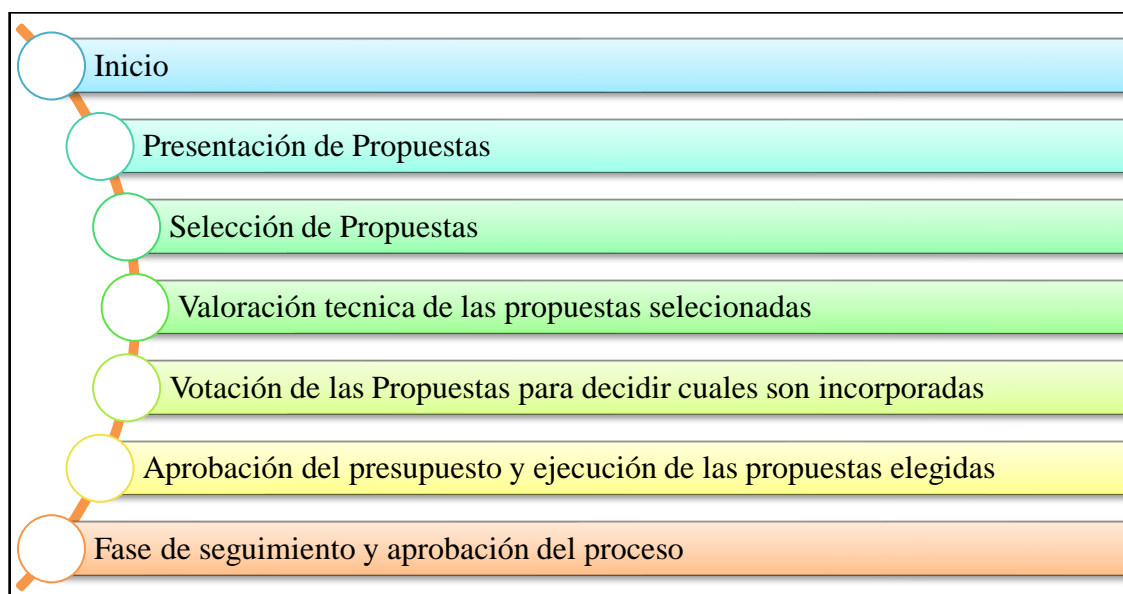 Inicio
Presentación de Propuestas
Selección de Propuestas
Valoración tecnica de las propuestas selecionadas
Votación de las Propuestas para decidir cuales son incorporadas
Aprobación del presupuesto y ejecución de las propuestas elegidas
Fase de seguimiento y aprobación del proceso